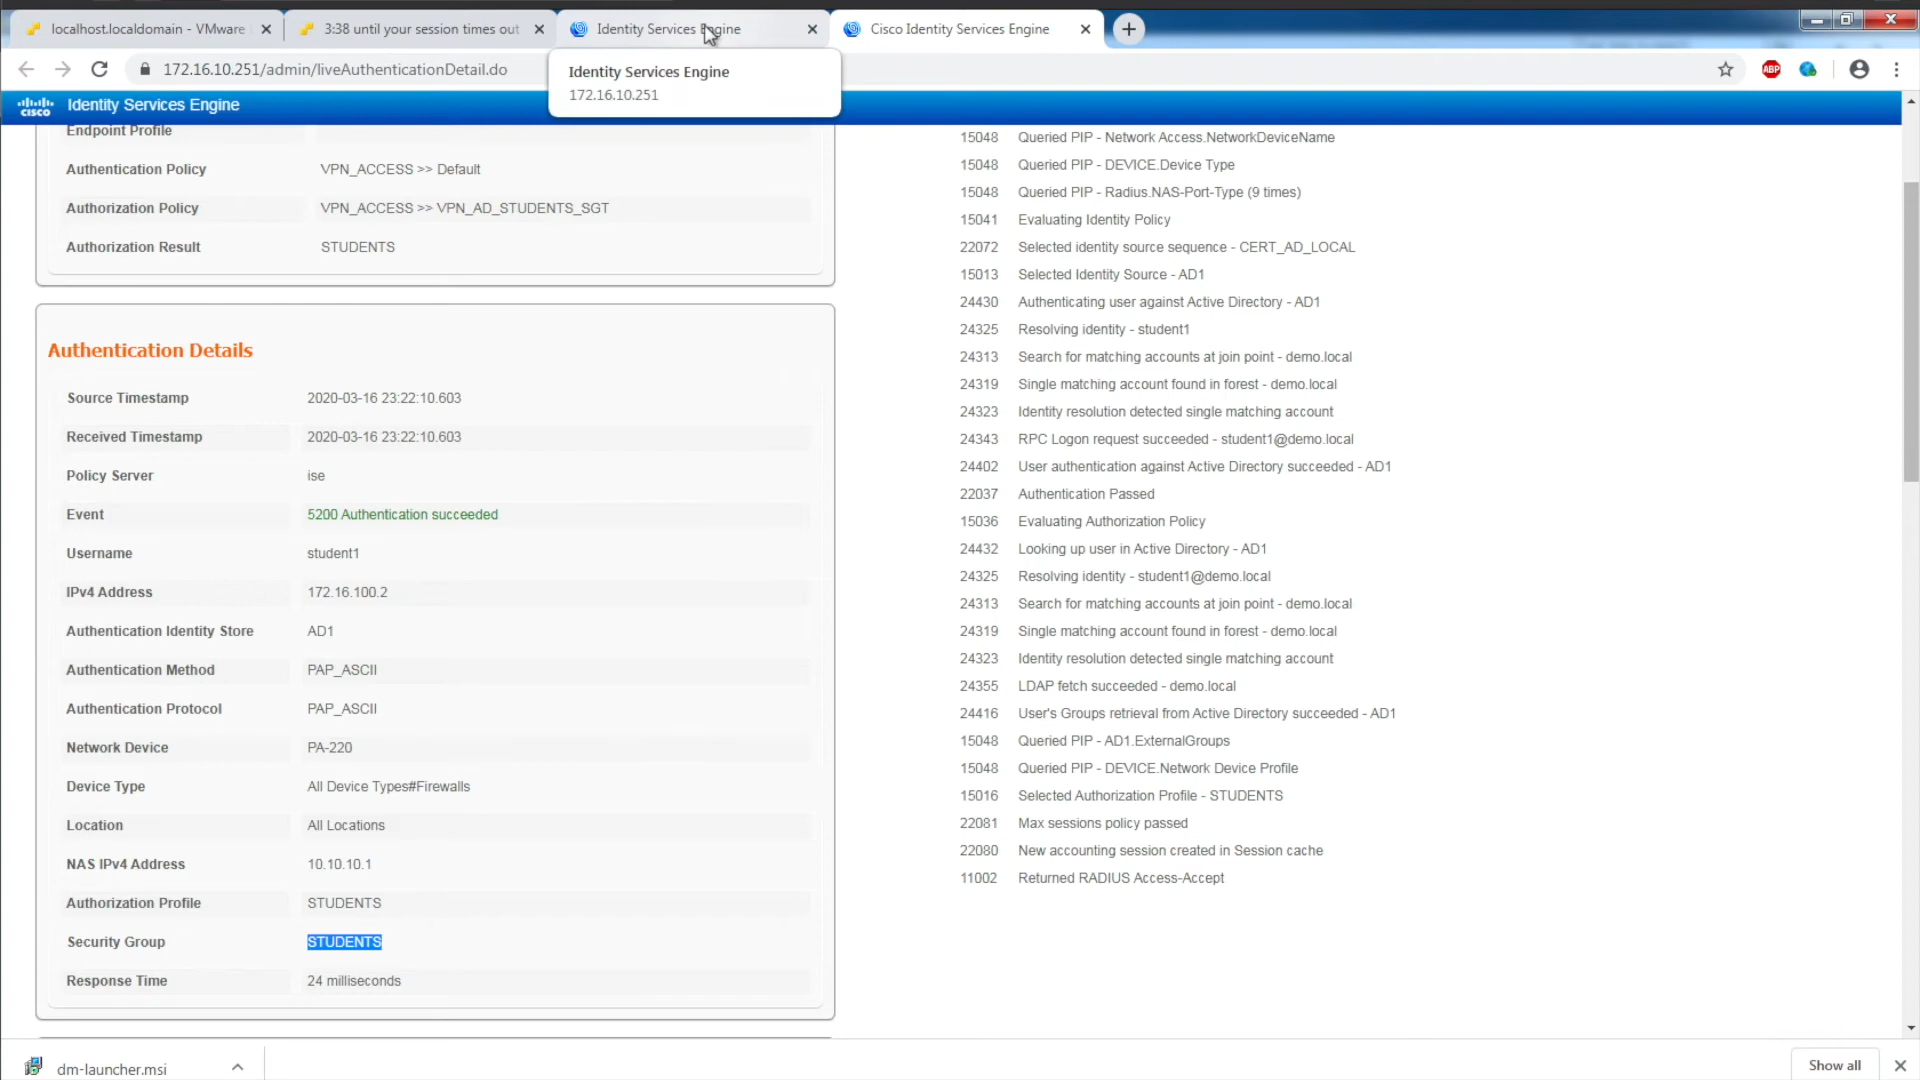 localhost.localdomain - VMware
3:38 until your session times out
Identity Services Engine
Cisco Identity Services Engine
172.16.10.251/admin/liveAuthenticationDetail.do
ABP
Identity Services Engine
172.16.10.251
cisco
Identity Services Engine
Endpoint Profile
Authentication Policy VPN_ACCESS >> Default
Authorization Policy VPN_ACCESS >> VPN_AD_STUDENTS_SGT
Authorization Result STUDENTS
Authentication Details
Source Timestamp 2020-03-16 23:22:10.603
Received Timestamp 2020-03-16 23:22:10.603
Policy Server ise
Event 5200 Authentication succeeded
Username student1
IPv4 Address 172.16.100.2
Authentication Identity Store AD1
Authentication Method PAP_ASCII
Authentication Protocol PAP_ASCII
Network Device PA-220
Device Type All Device Types#Firewalls
Location All Locations
NAS IPv4 Address 10.10.10.1
Authorization Profile STUDENTS
Security Group STUDENTS
Response Time 24 milliseconds
15048 Queried PIP - Network Access.NetworkDeviceName
15048 Queried PIP - DEVICE.Device Type
15048 Queried PIP - Radius.NAS-Port-Type (9 times)
15041 Evaluating Identity Policy
22072 Selected identity source sequence - CERT_AD_LOCAL
15013 Selected Identity Source - AD1
24430 Authenticating user against Active Directory - AD1
24325 Resolving identity - student1
24313 Search for matching accounts at join point - demo.local
24319 Single matching account found in forest - demo.local
24323 Identity resolution detected single matching account
24343 RPC Logon request succeeded - student1@demo.local
24402 User authentication against Active Directory succeeded - AD1
22037 Authentication Passed
15036 Evaluating Authorization Policy
24432 Looking up user in Active Directory - AD1
24325 Resolving identity - student1@demo.local
24313 Search for matching accounts at join point - demo.local
24319 Single matching account found in forest - demo.local
24323 Identity resolution detected single matching account
24355 LDAP fetch succeeded - demo.local
24416 User's Groups retrieval from Active Directory succeeded - AD1
15048 Queried PIP - AD1.ExternalGroups
15048 Queried PIP - DEVICE.Network Device Profile
15016 Selected Authorization Profile - STUDENTS
22081 Max sessions policy passed
22080 New accounting session created in Session cache
11002 Returned RADIUS Access-Accept
dm-launcher.msi
Show all